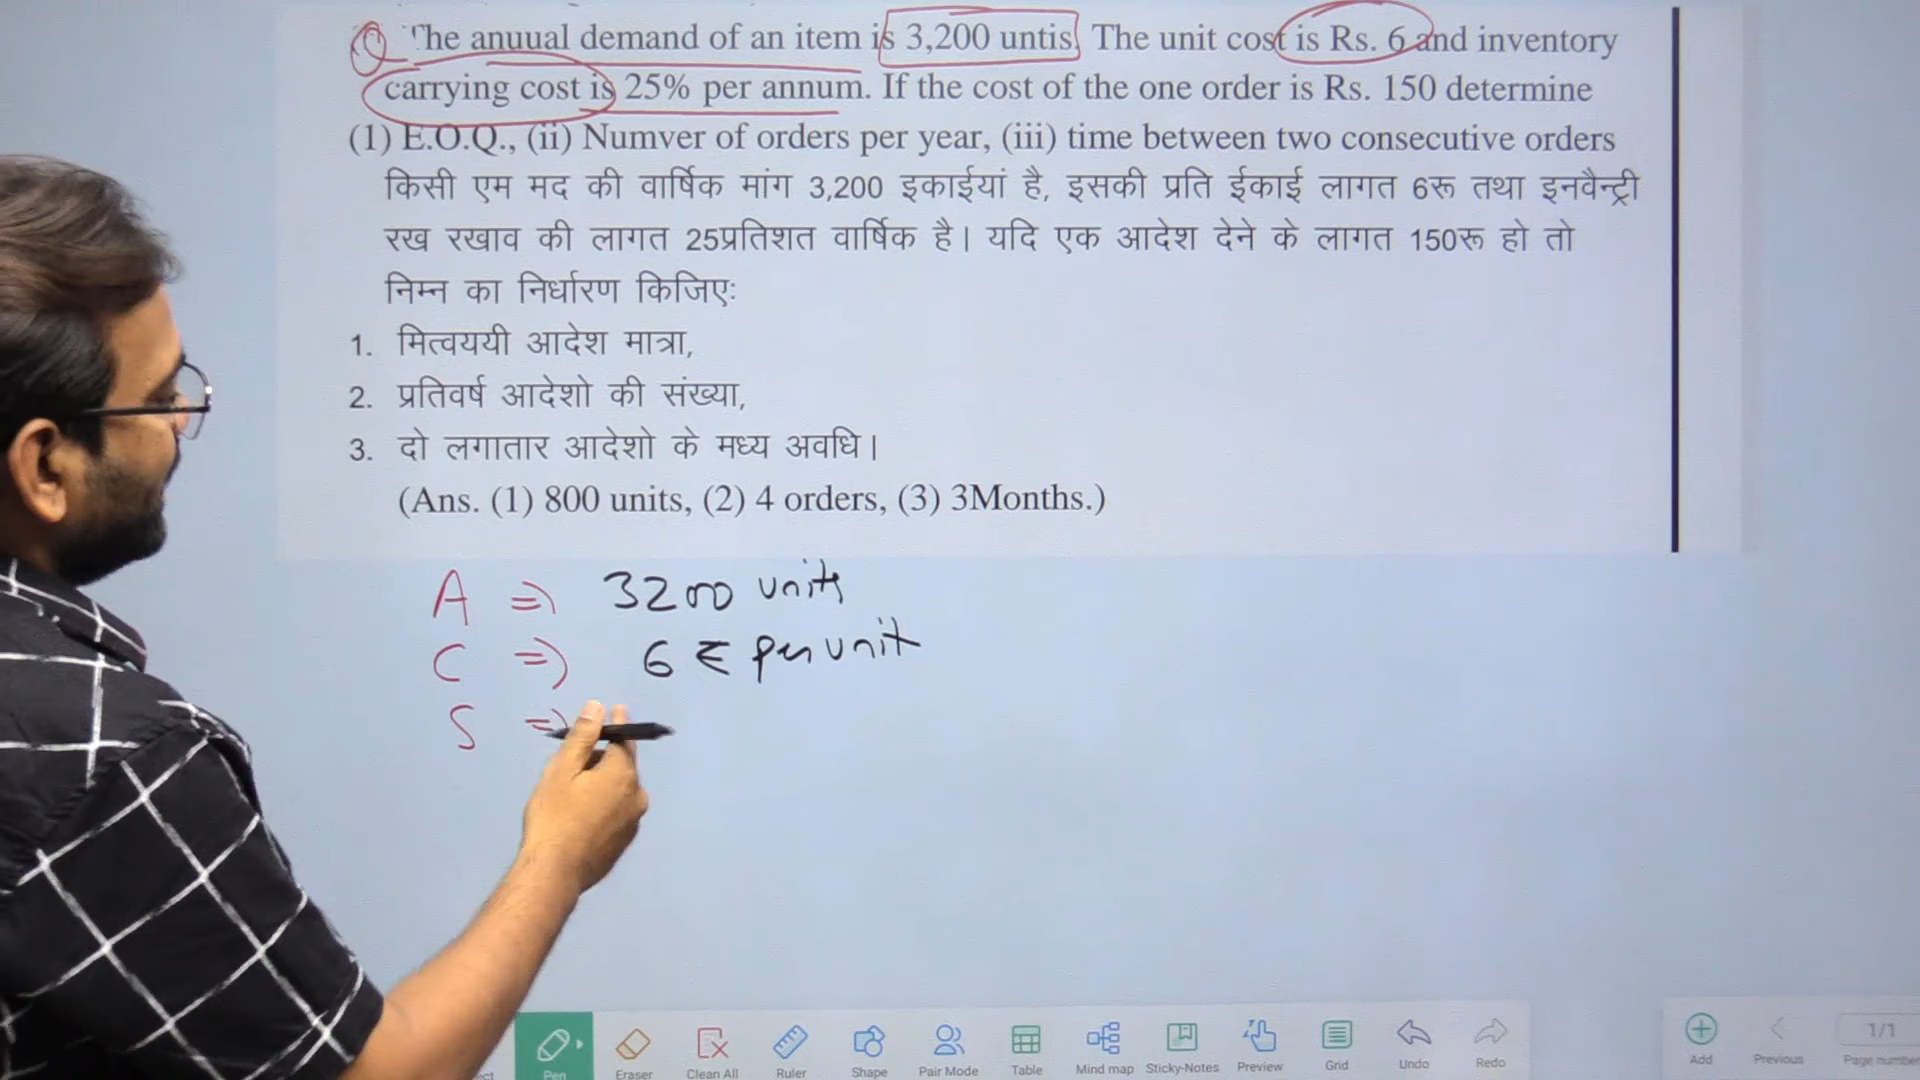 Q The anuual demand of an item is 3,200 untis. The unit cost is Rs. 6 and inventory
carrying cost is 25% per annum. If the cost of the one order is Rs. 150 determine
(1) E.O.Q., (ii) Numver of orders per year, (iii) time between two consecutive orders
किसी एम मद की वार्षिक मांग 3,200 इकाईयां है, इसकी प्रति ईकाई लागत 6रू तथा इनवैन्ट्री
रख रखाव की लागत 25प्रतिशत वार्षिक है। यदि एक आदेश देने के लागत 150रू हो तो
निम्न का निर्धारण किजिएः
1. मित्वययी आदेश मात्रा,
2. प्रतिवर्ष आदेशो की संख्या,
3. दो लगातार आदेशो के मध्य अवधि।
(Ans. (1) 800 units, (2) 4 orders, (3) 3Months.)
A ⇒ 3200 units
C ⇒ 6 ₹ per unit
S ⇒
Pen Eraser Clean All Ruler Shape Pair Mode Table Mind map Sticky-Notes Preview Grid Undo Redo Add Previous 1/1 Page number